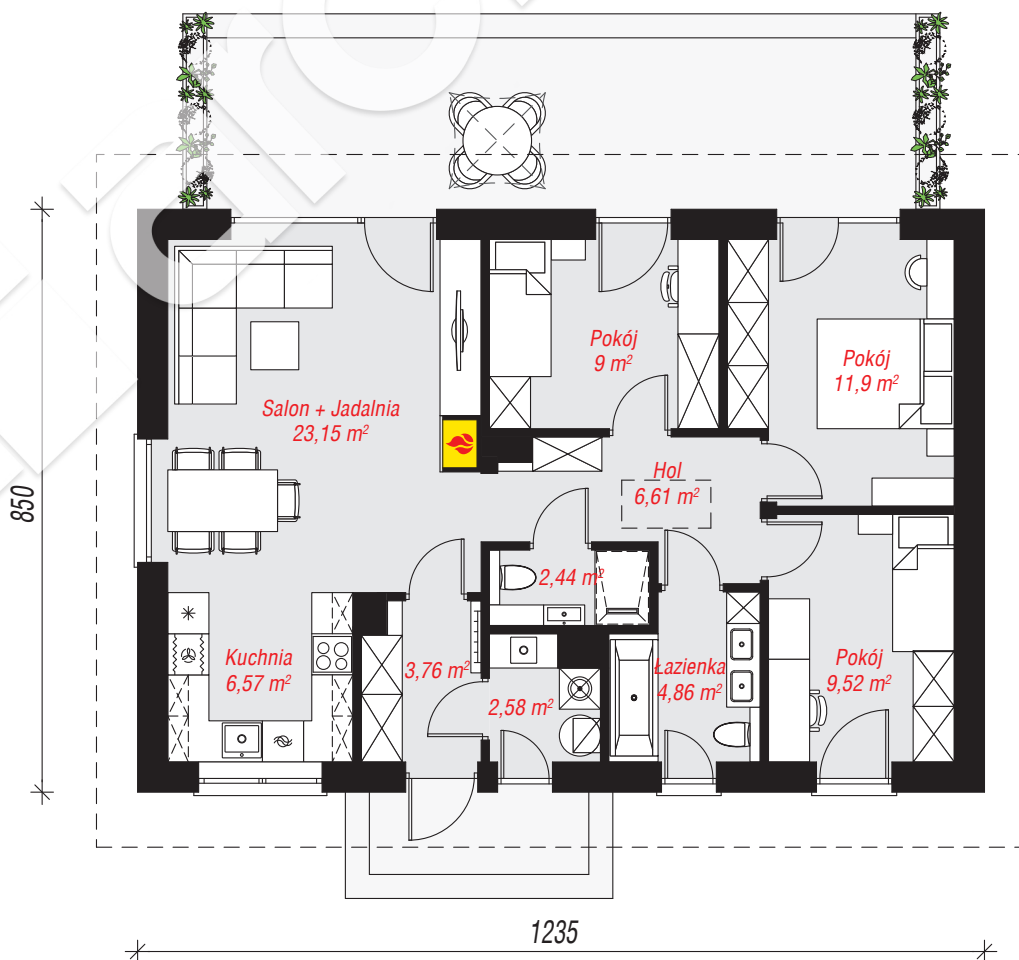 Pokój
9 m²
Pokój
11,9 m²
Salon + Jadalnia
23,15 m²
Hol
6,61 m²
850
2,44 m²
Kuchnia
6,57 m²
3,76 m²
2,58 m²
Łazienka
4,86 m²
Pokój
9,52 m²
1235